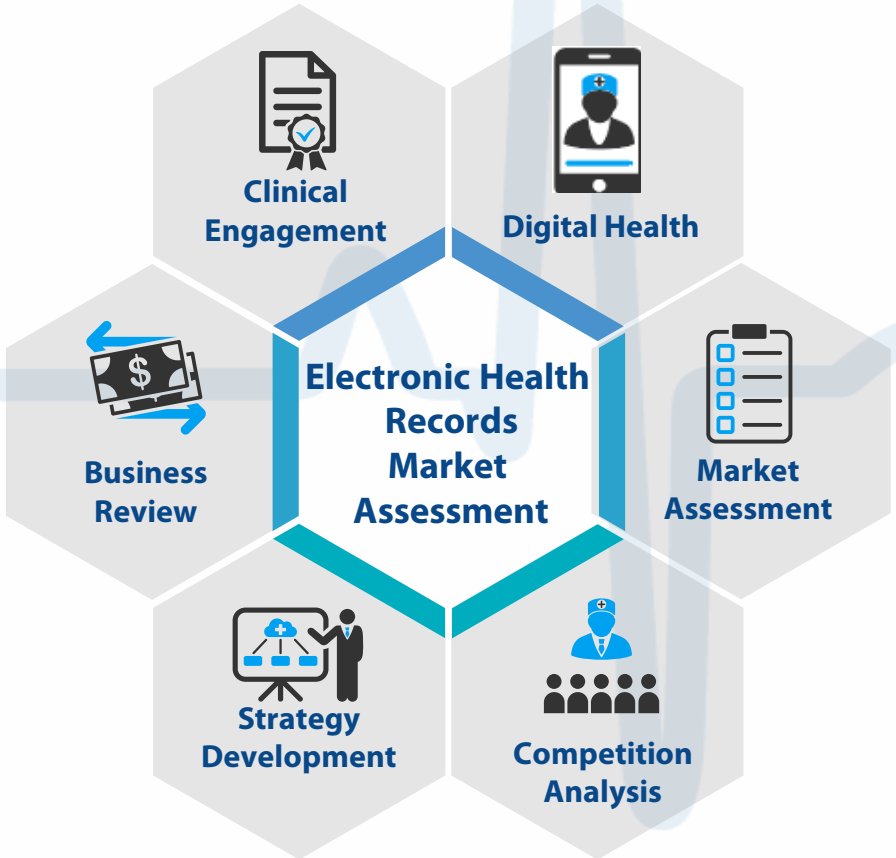 Clinical
Engagement
Digital Health
$
Business
Review
Electronic Health
Records
Market
Assessment
Market
Assessment
Strategy
Development
Competition
Analysis